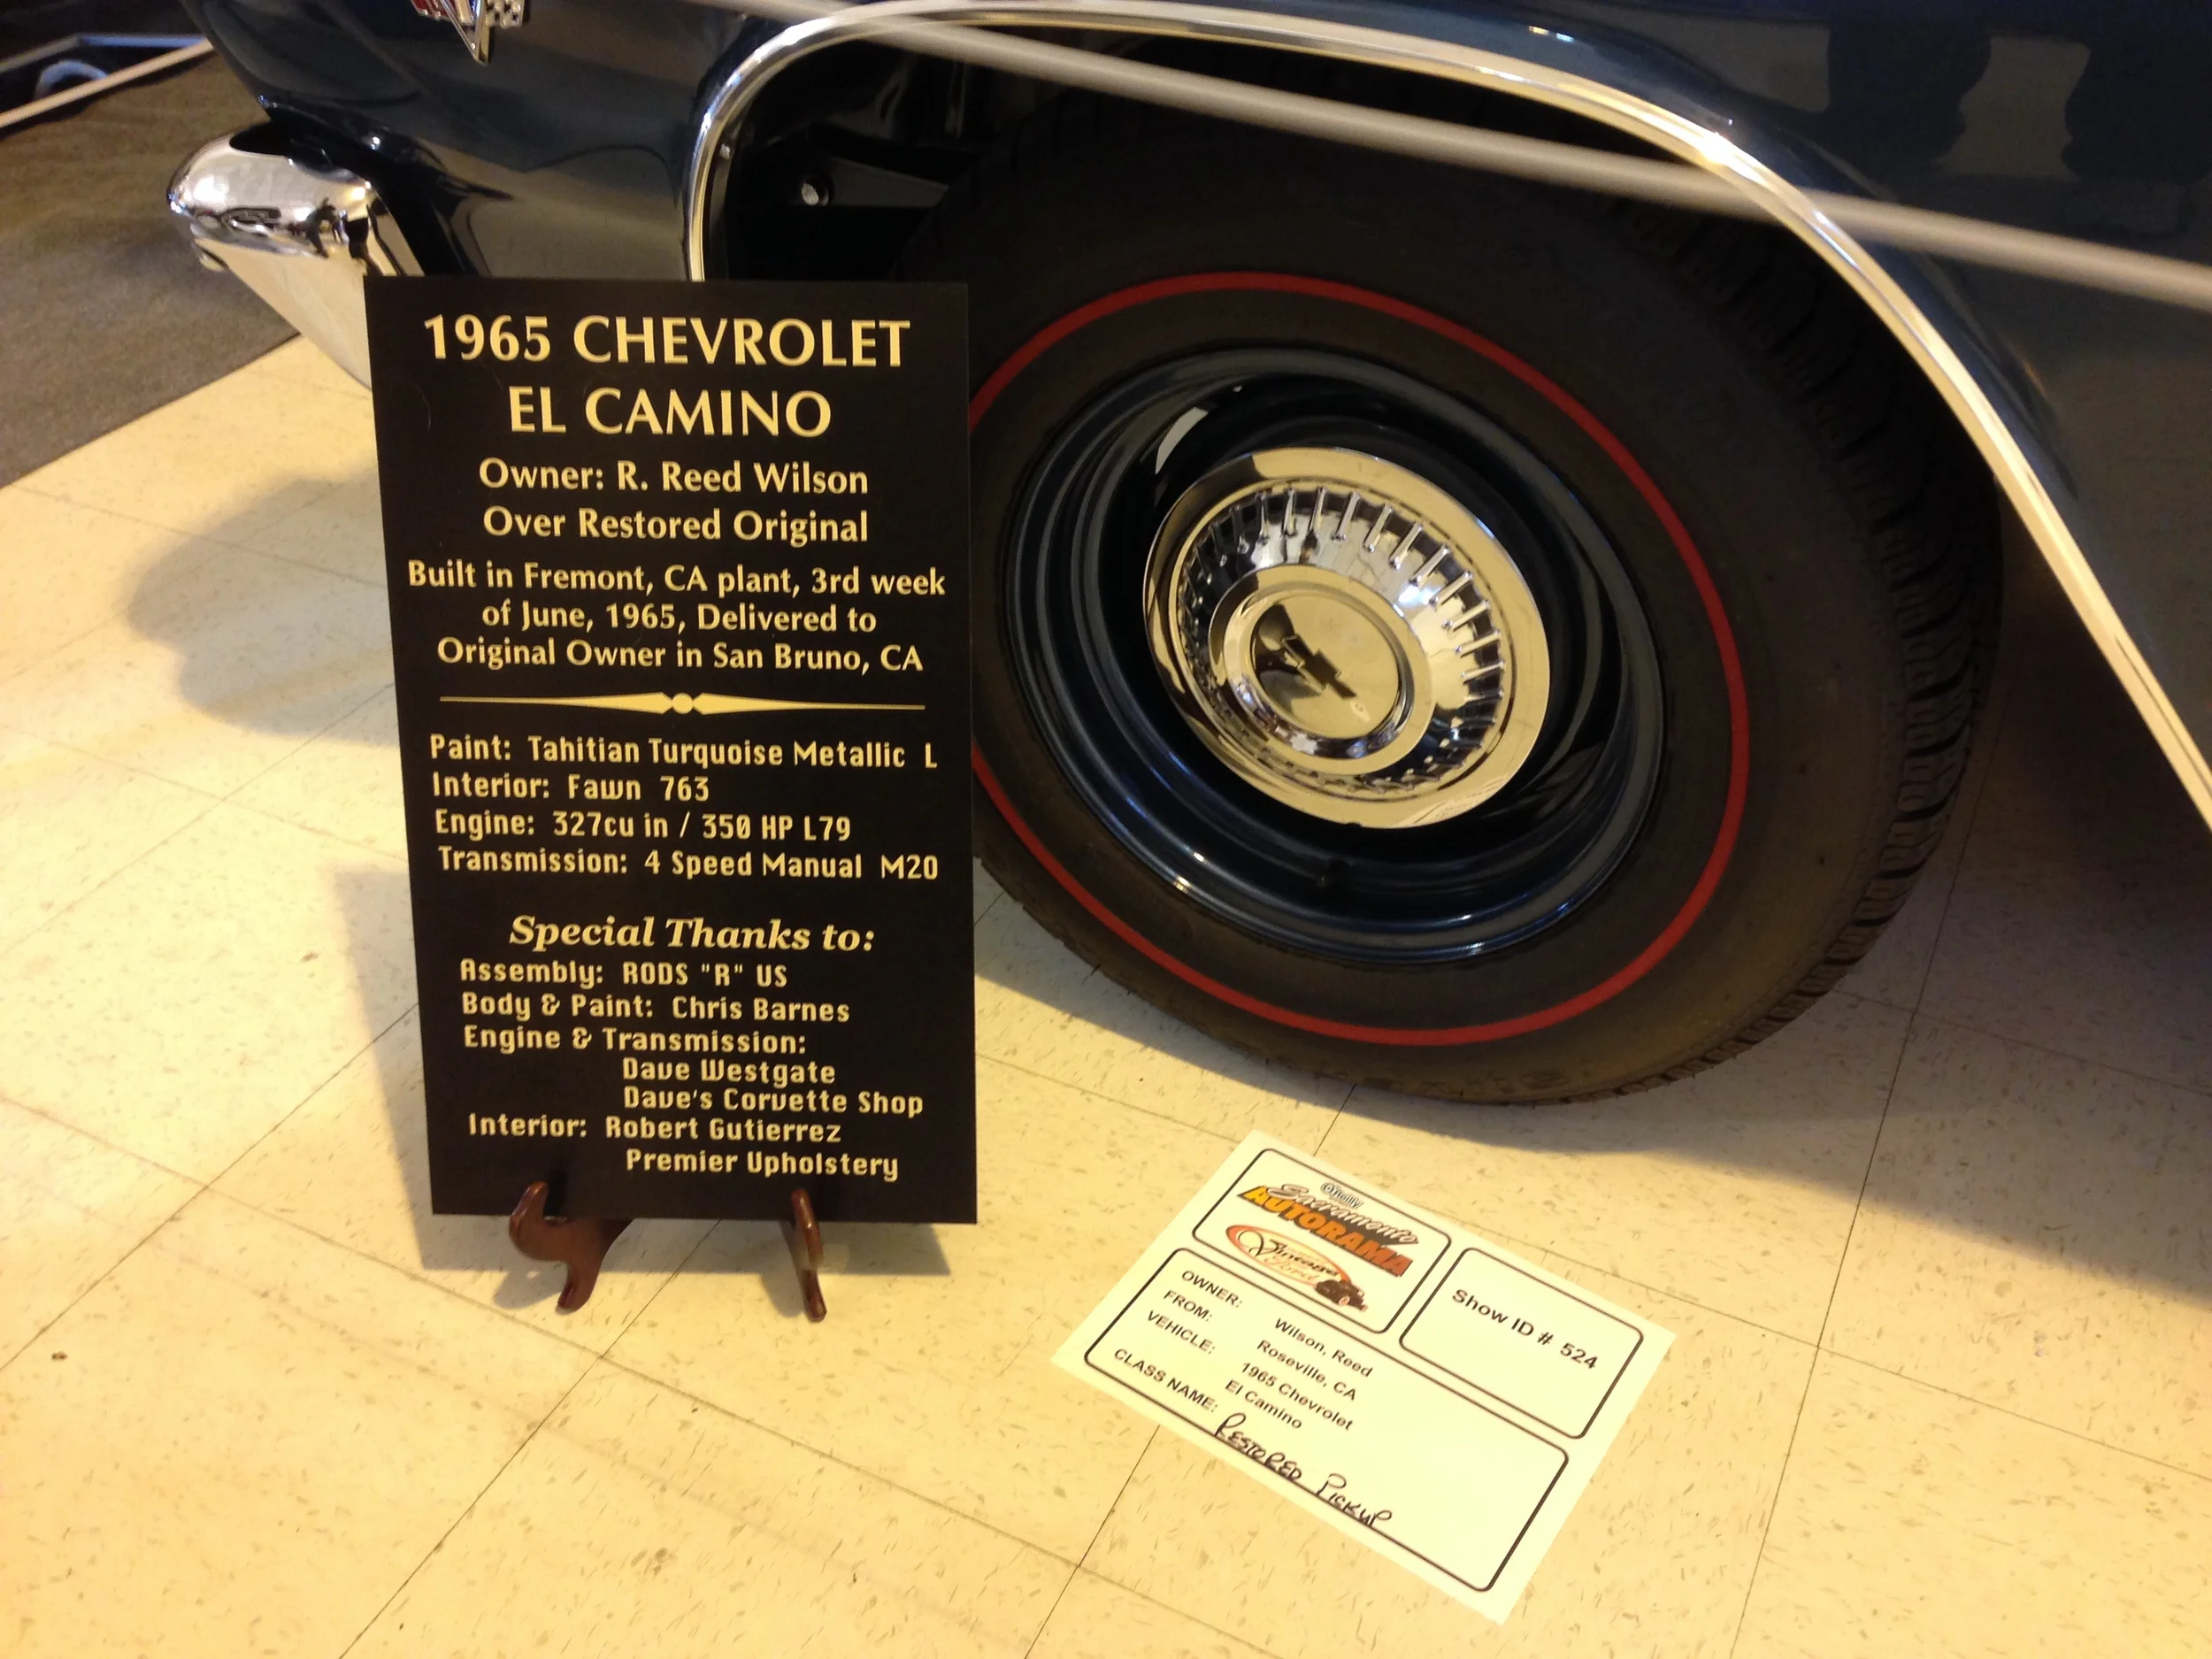 1965 CHEVROLET
EL CAMINO
Owner: R. Reed Wilson
Over Restored Original
Built in Fremont, CA plant, 3rd week
of June, 1965, Delivered to
Original Owner in San Bruno, CA
Paint: Tahitian Turquoise Metallic L
Interior: Fawn 763
Engine: 327cu in / 350 HP L79
Transmission: 4 Speed Manual M20
Special Thanks to:
Assembly: RODS "R" US
Body & Paint: Chris Barnes
Engine & Transmission:
Dave Westgate
Dave's Corvette Shop
Interior: Robert Gutierrez
Premier Upholstery
O'Reilly
Sacramento
AUTORAMA
Vintage
Ford
Show ID # 524
OWNER: Wilson, Reed
FROM: Roseville, CA
VEHICLE: 1965 Chevrolet
El Camino
CLASS NAME: RESTORED PICKUP